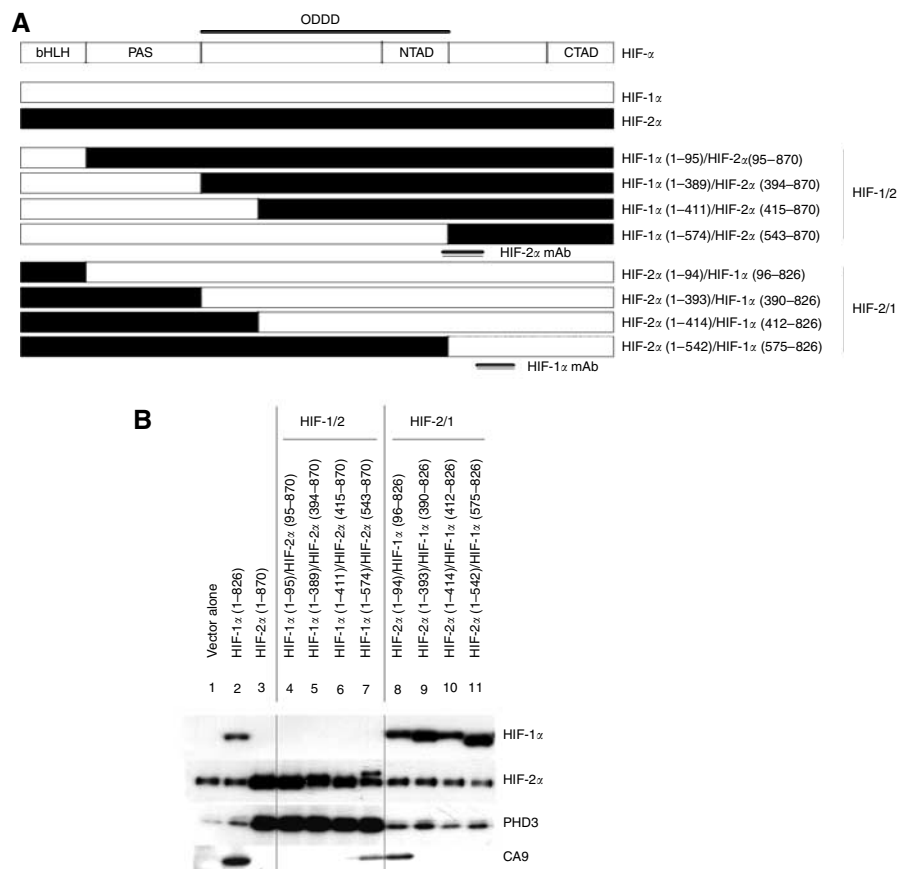 A
ODDD
bHLH PAS NTAD CTAD HIF-α
HIF-1α
HIF-2α
HIF-1α (1–95)/HIF-2α(95–870)
HIF-1α (1–389)/HIF-2α (394–870)
HIF-1/2
HIF-1α (1–411)/HIF-2α (415–870)
HIF-1α (1–574)/HIF-2α (543–870)
HIF-2α mAb
HIF-2α (1–94)/HIF-1α (96–826)
HIF-2α (1–393)/HIF-1α (390–826)
HIF-2/1
HIF-2α (1–414)/HIF-1α (412–826)
HIF-2α (1–542)/HIF-1α (575–826)
HIF-1α mAb
B
HIF-1/2 HIF-2/1
Vector alone
HIF-1α (1–826)
HIF-2α (1–870)
HIF-1α (1–95)/HIF-2α (95–870)
HIF-1α (1–389)/HIF-2α (394–870)
HIF-1α (1–411)/HIF-2α (415–870)
HIF-1α (1–574)/HIF-2α (543–870)
HIF-2α (1–94)/HIF-1α (96–826)
HIF-2α (1–393)/HIF-1α (390–826)
HIF-2α (1–414)/HIF-1α (412–826)
HIF-2α (1–542)/HIF-1α (575–826)
1 2 3 4 5 6 7 8 9 10 11
HIF-1α
HIF-2α
PHD3
CA9